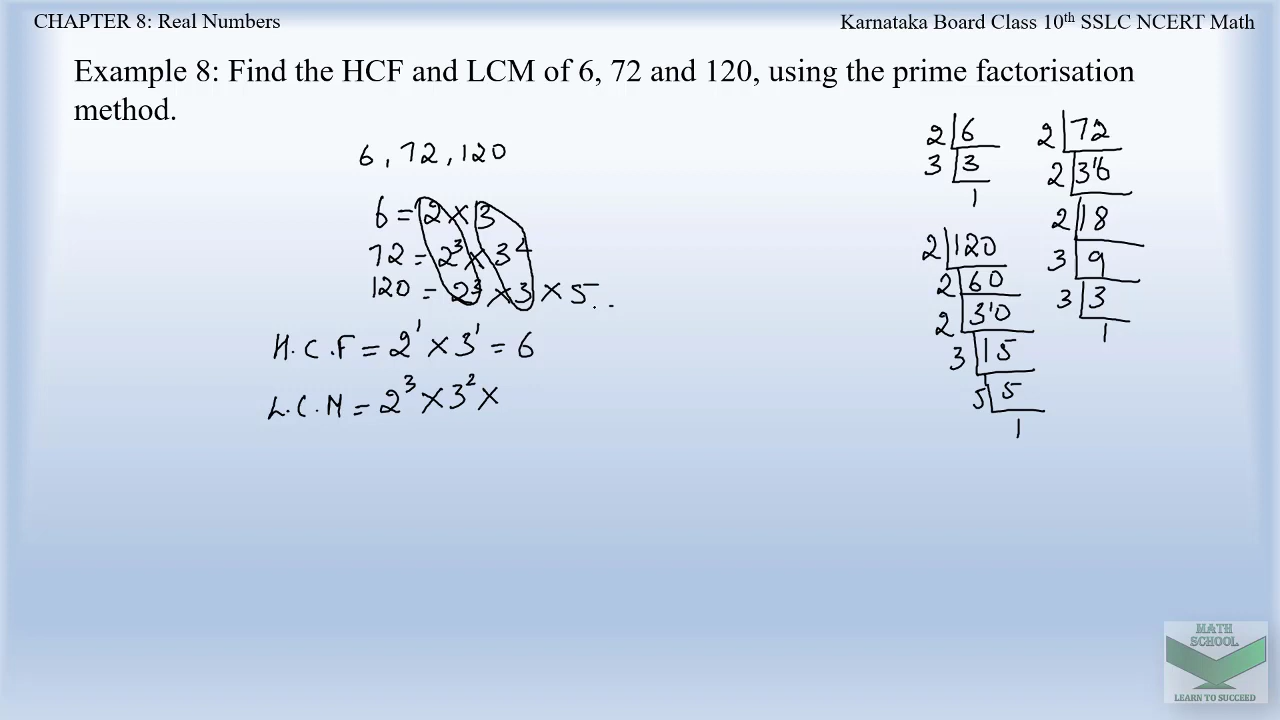 CHAPTER 8: Real Numbers
Karnataka Board Class 10th SSLC NCERT Math
Example 8: Find the HCF and LCM of 6, 72 and 120, using the prime factorisation
method.
6, 72, 120
6 = 2 × 3
72 = 2³ × 3²
120 = 2³ × 3 × 5..
H.C.F = 2¹ × 3¹ = 6
L.C.M = 2³ × 3² ×
2 | 6
3 | 3
1
2 | 72
2 | 36
2 | 18
3 | 9
3 | 3
1
2 | 120
2 | 60
2 | 30
3 | 15
5 | 5
1
MATH
SCHOOL
LEARN TO SUCCEED